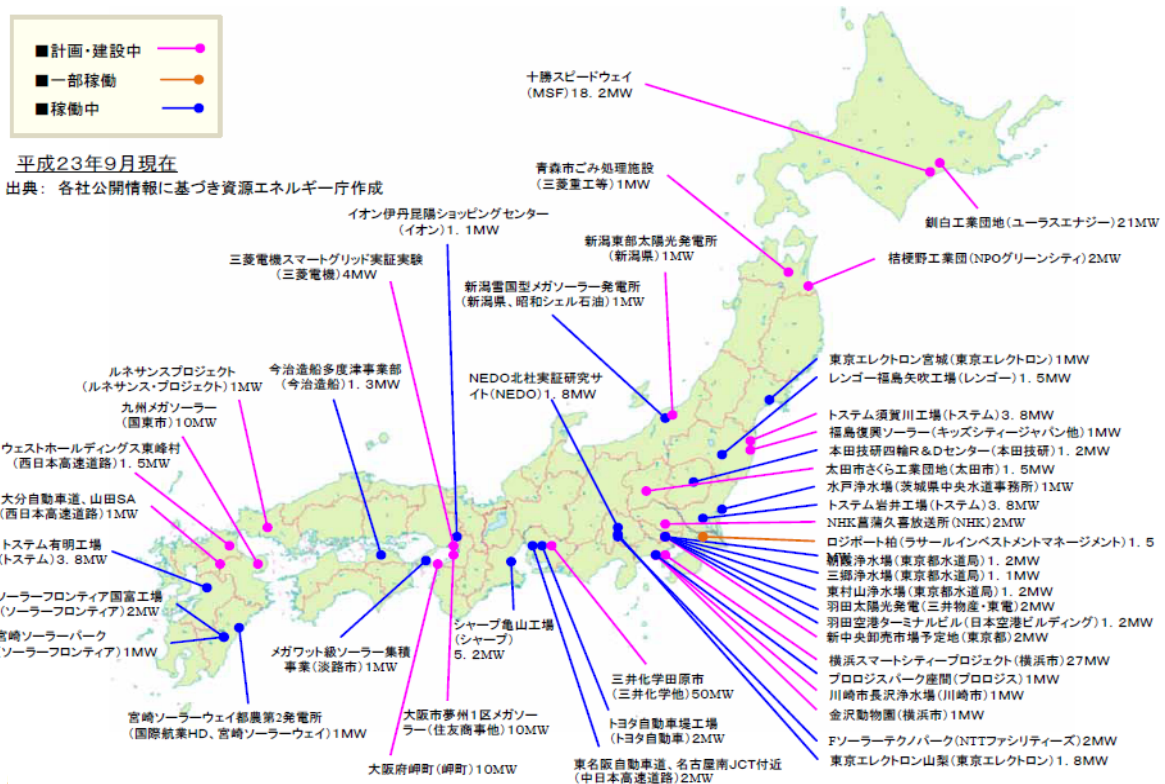 ■計画・建設中
■一部稼働
■稼働中
平成23年9月現在
出典: 各社公開情報に基づき資源エネルギー庁作成
十勝スピードウェイ
(MSF)18.2MW
青森市ごみ処理施設
(三菱重工等)1MW
イオン伊丹昆陽ショッピングセンター
(イオン)1.1MW
新潟東部太陽光発電所
(新潟県)1MW
釧白工業団地(ユーラスエナジー)21MW
三菱電機スマートグリッド実証実験
(三菱電機)4MW
桔梗野工業団(NPOグリーンシティ)2MW
新潟雪国型メガソーラー発電所
(新潟県、昭和シェル石油)1MW
ルネサンスプロジェクト
(ルネサンス・プロジェクト)1MW
今治造船多度津事業部
(今治造船)1.3MW
NEDO北杜実証研究サ
イト(NEDO)1.8MW
九州メガソーラー
(国東市)10MW
ウェストホールディングス東峰村
(西日本高速道路)1.5MW
大分自動車道、山田SA
(西日本高速道路)1MW
トステム有明工場
(トステム)3.8MW
ソーラーフロンティア国富工場
(ソーラーフロンティア)2MW
宮崎ソーラーパーク
(ソーラーフロンティア)1MW
東京エレクトロン宮城(東京エレクトロン)1MW
レンゴー福島矢吹工場(レンゴー)1.5MW
トステム須賀川工場(トステム)3.8MW
福島復興ソーラー(キッズシティージャパン他)1MW
本田技研四輪R&Dセンター(本田技研)1.2MW
太田市さくら工業団地(太田市)1.5MW
水戸浄水場(茨城県中央水道事務所)1MW
トステム岩井工場(トステム)3.8MW
NHK菖蒲久喜放送所(NHK)2MW
ロジポート柏(ラサールインベストメントマネージメント)1.5
MW
朝霞浄水場(東京都水道局)1.2MW
三郷浄水場(東京都水道局)1.1MW
東村山浄水場(東京都水道局)1.2MW
羽田太陽光発電(三井物産・東電)2MW
羽田空港ターミナルビル(日本空港ビルディング)1.2MW
新中央卸売市場予定地(東京都)2MW
横浜スマートシティープロジェクト(横浜市)27MW
プロロジスパーク座間(プロロジス)1MW
川崎市長沢浄水場(川崎市)1MW
金沢動物園(横浜市)1MW
Fソーラーテクノパーク(NTTファシリティーズ)2MW
東京エレクトロン山梨(東京エレクトロン)1.8MW
シャープ亀山工場
(シャープ)
5.2MW
メガワット級ソーラー集積
事業(淡路市)1MW
三井化学田原市
(三井化学他)50MW
宮崎ソーラーウェイ都農第2発電所
(国際航業HD、宮崎ソーラーウェイ)1MW
大阪市夢州1区メガソー
ラー(住友商事他)10MW
トヨタ自動車堤工場
(トヨタ自動車)2MW
大阪府岬町(岬町)10MW
東名阪自動車道、名古屋南JCT付近
(中日本高速道路)2MW